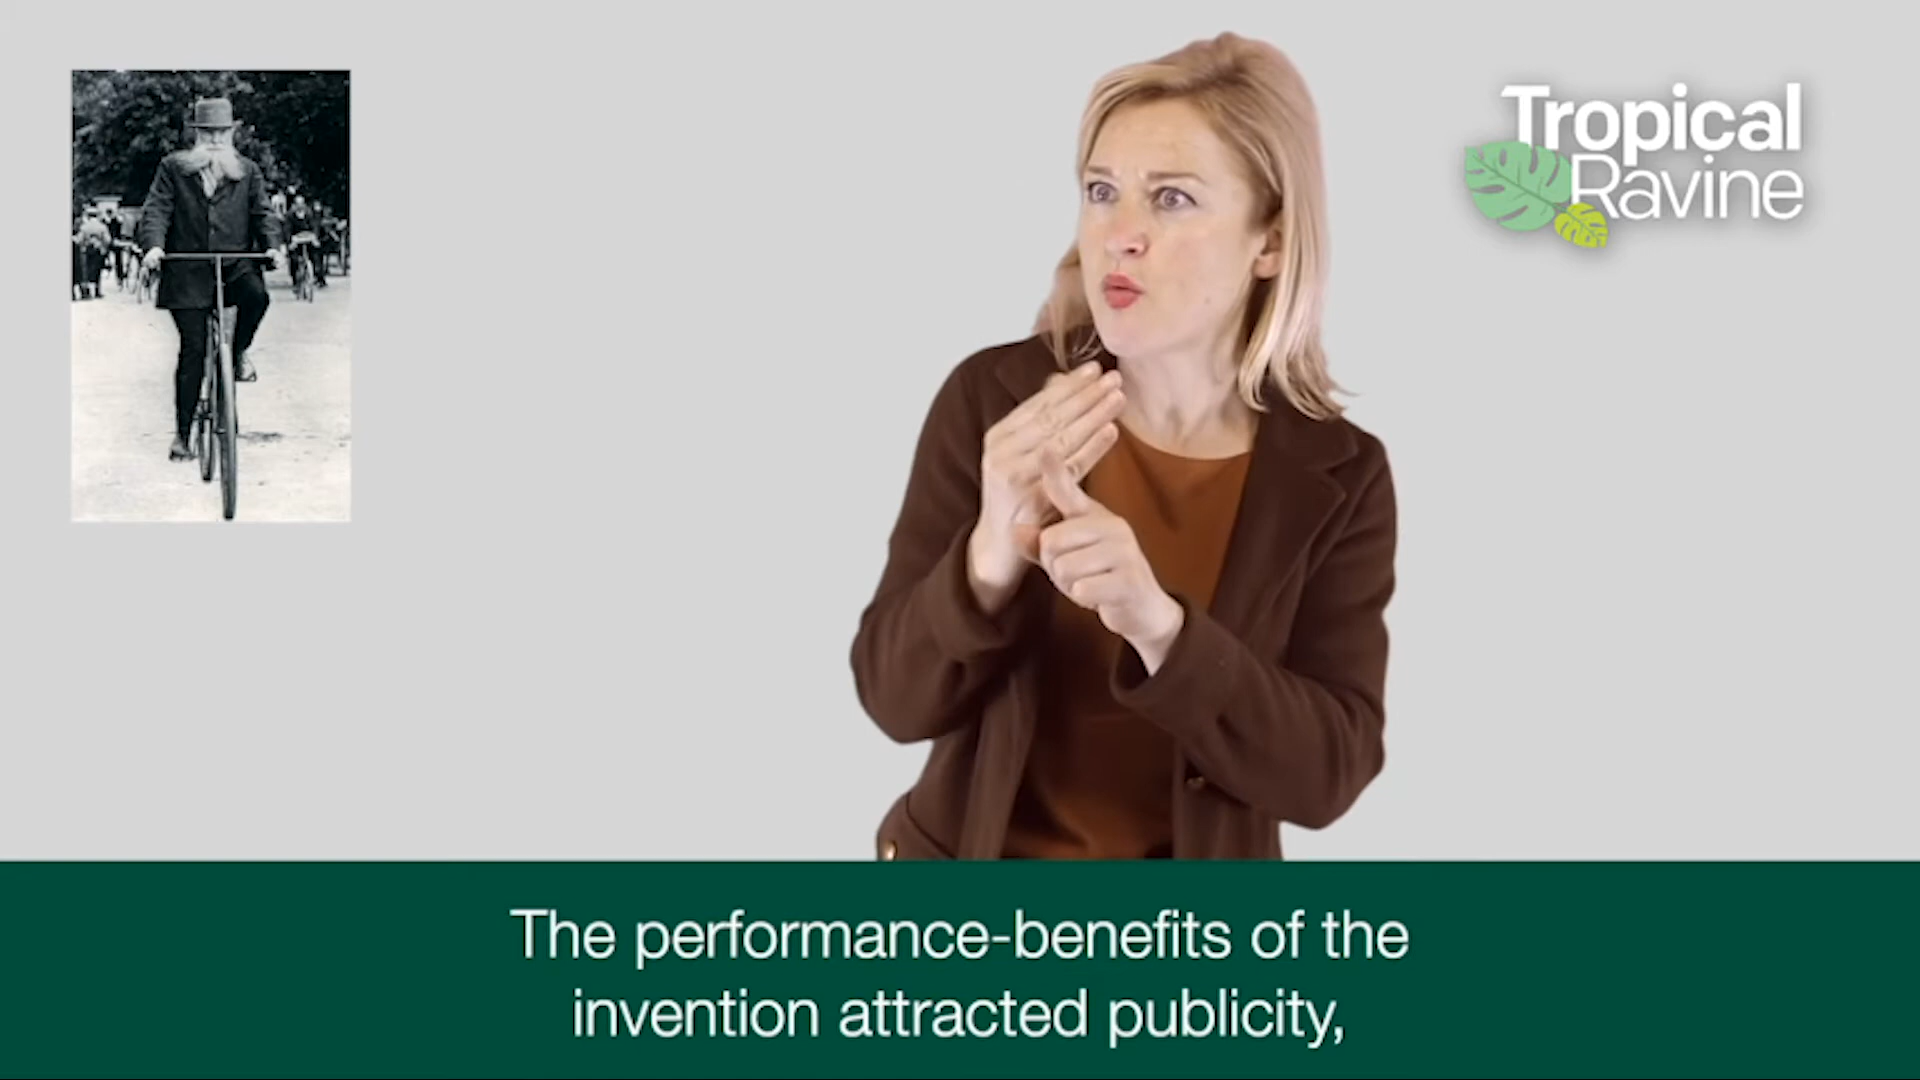 Tropical
Ravine
The performance-benefits of the
invention attracted publicity,